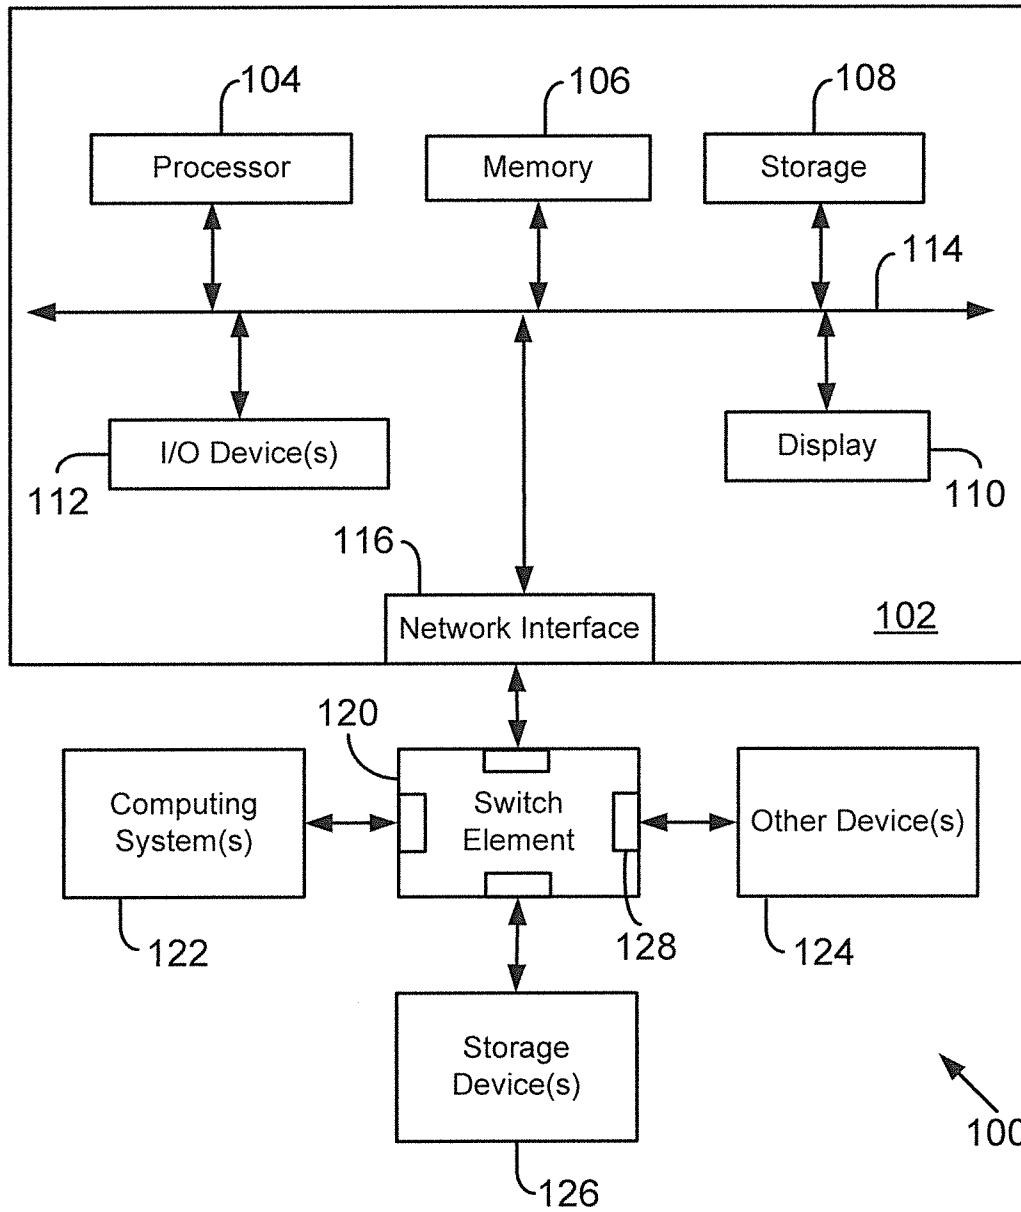 104
106
108
Processor
Memory
Storage
114
I/O Device(s)
Display
112
110
116
Network Interface
102
120
Computing
System(s)
Switch
Element
Other Device(s)
122
128
124
Storage
Device(s)
100
126